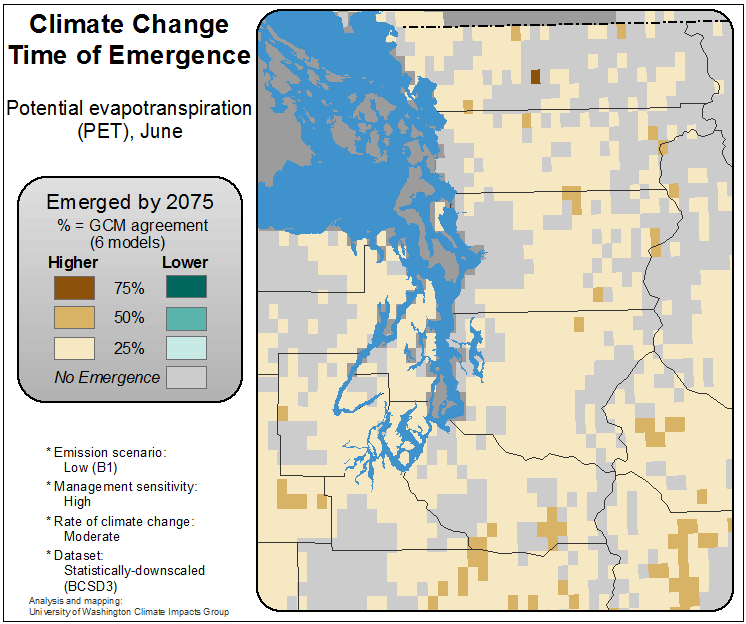 Climate Change
Time of Emergence
Potential evapotranspiration
(PET), June
Emerged by 2075
% = GCM agreement
(6 models)
Higher Lower
75%
50%
25%
No Emergence
* Emission scenario:
Low (B1)
* Management sensitivity:
High
* Rate of climate change:
Moderate
* Dataset:
Statistically-downscaled
(BCSD3)
Analysis and mapping:
University of Washington Climate Impacts Group